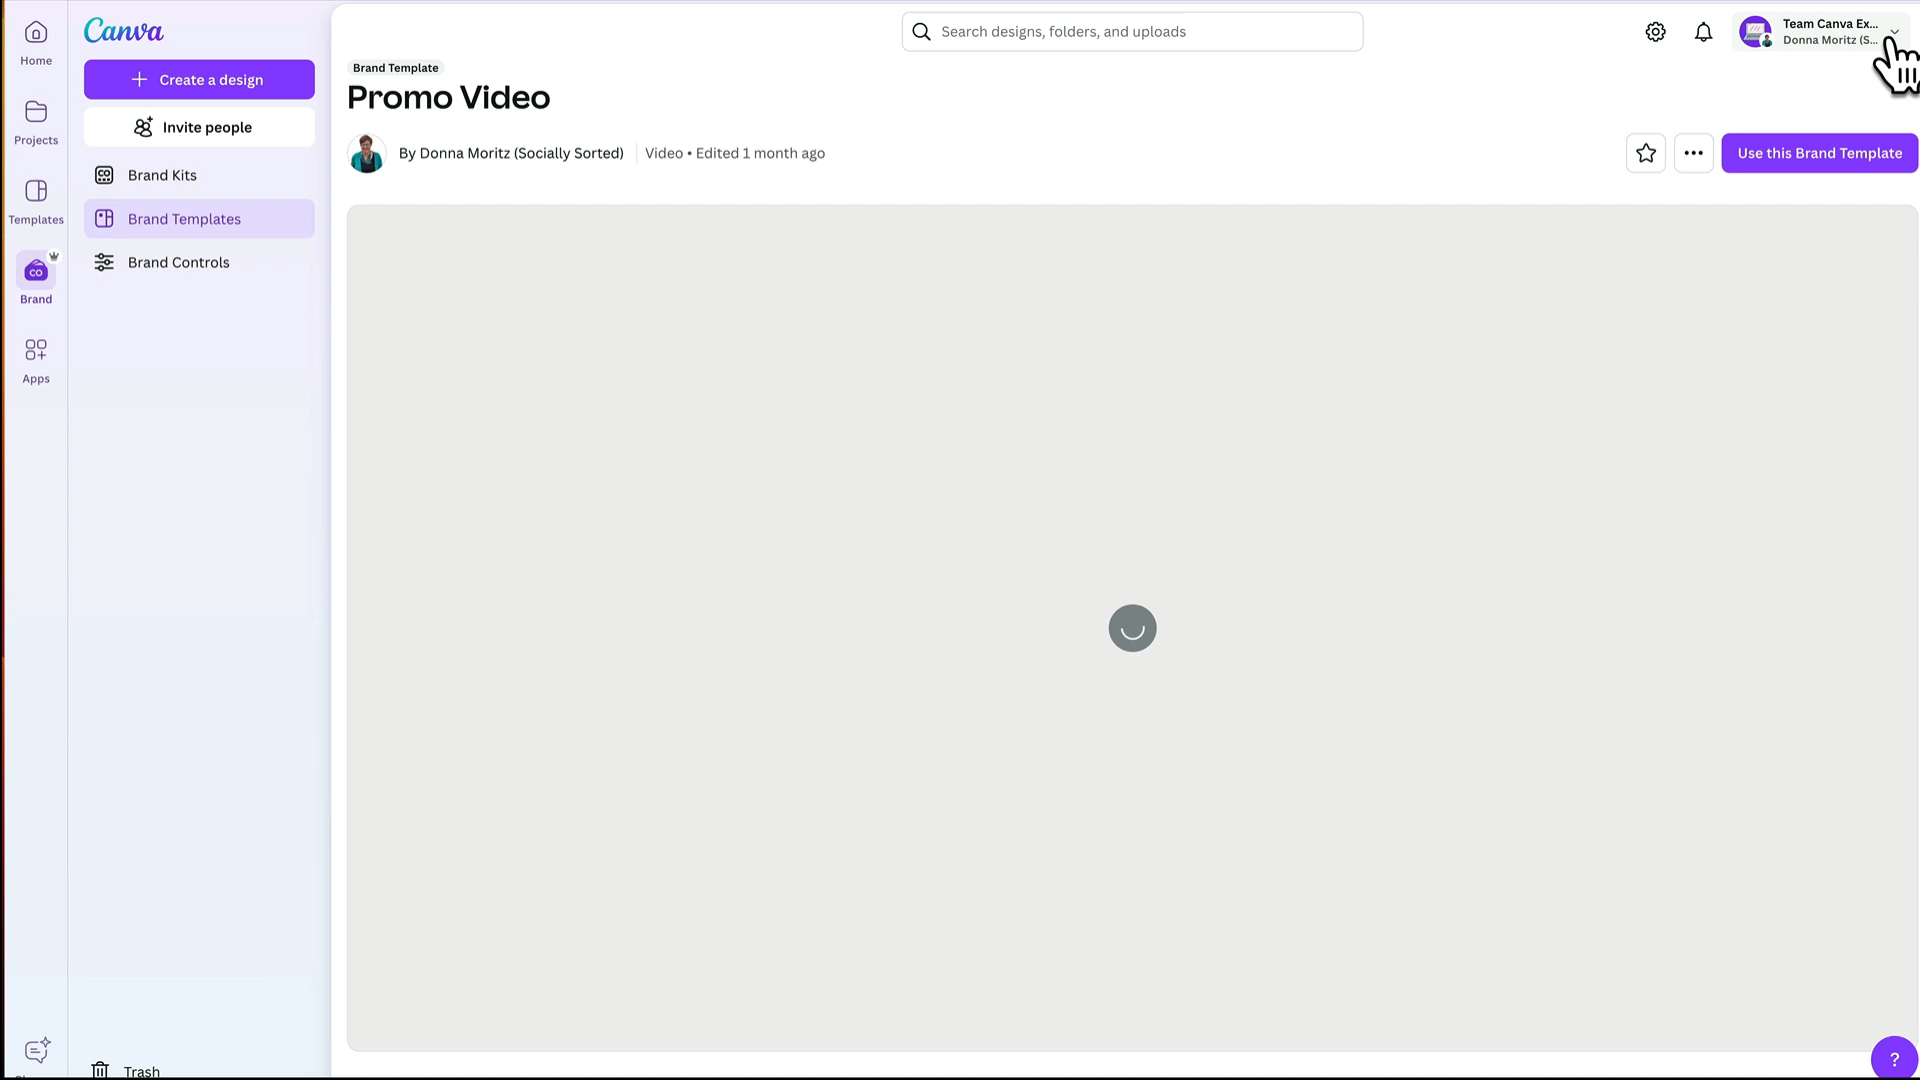 Home
Projects
Templates
Brand
Apps
Canva
Create a design
Invite people
Brand Kits
Brand Templates
Brand Controls
Trash
Search designs, folders, and uploads
Team Canva Ex...
Donna Moritz (S...
Brand Template
Promo Video
By Donna Moritz (Socially Sorted)
Video • Edited 1 month ago
Use this Brand Template
CO
CO
?